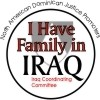 North American Dominican Justice Promoters
I Have
Family in
IRAQ
Iraq Coordinating
Committee